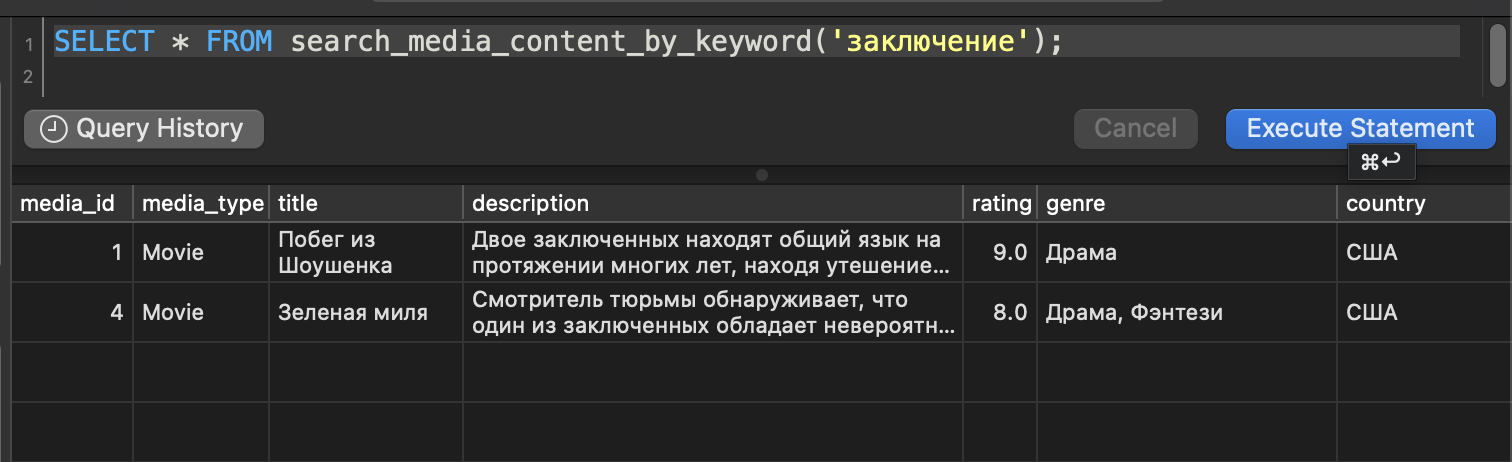 1 SELECT * FROM search_media_content_by_keyword('заключение');
2
Query History
Cancel
Execute Statement
⌘↩
media_id media_type title description rating genre country
1 Movie Побег из Шоушенка Двое заключенных находят общий язык на протяжении многих лет, находя утешение... 9.0 Драма США
4 Movie Зеленая миля Смотритель тюрьмы обнаруживает, что один из заключенных обладает невероятн... 8.0 Драма, Фэнтези США